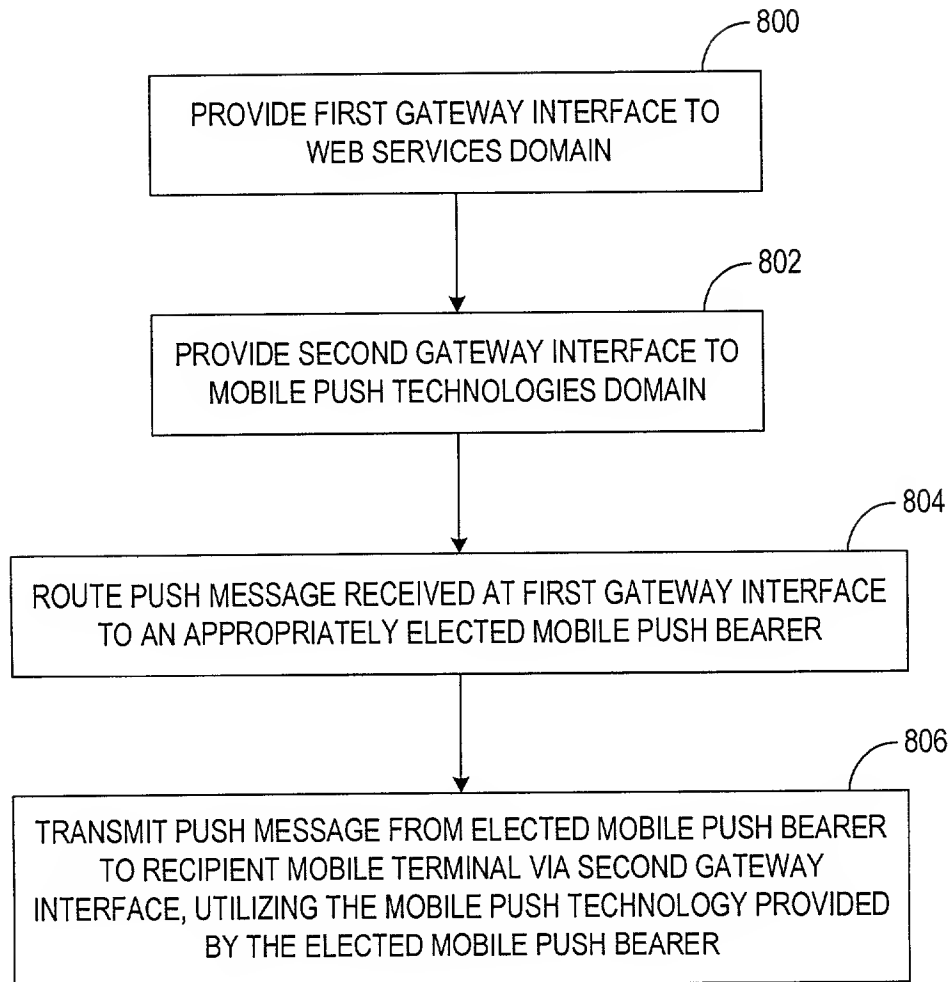 800
PROVIDE FIRST GATEWAY INTERFACE TO
WEB SERVICES DOMAIN
802
PROVIDE SECOND GATEWAY INTERFACE TO
MOBILE PUSH TECHNOLOGIES DOMAIN
804
ROUTE PUSH MESSAGE RECEIVED AT FIRST GATEWAY INTERFACE
TO AN APPROPRIATELY ELECTED MOBILE PUSH BEARER
806
TRANSMIT PUSH MESSAGE FROM ELECTED MOBILE PUSH BEARER
TO RECIPIENT MOBILE TERMINAL VIA SECOND GATEWAY
INTERFACE, UTILIZING THE MOBILE PUSH TECHNOLOGY PROVIDED
BY THE ELECTED MOBILE PUSH BEARER